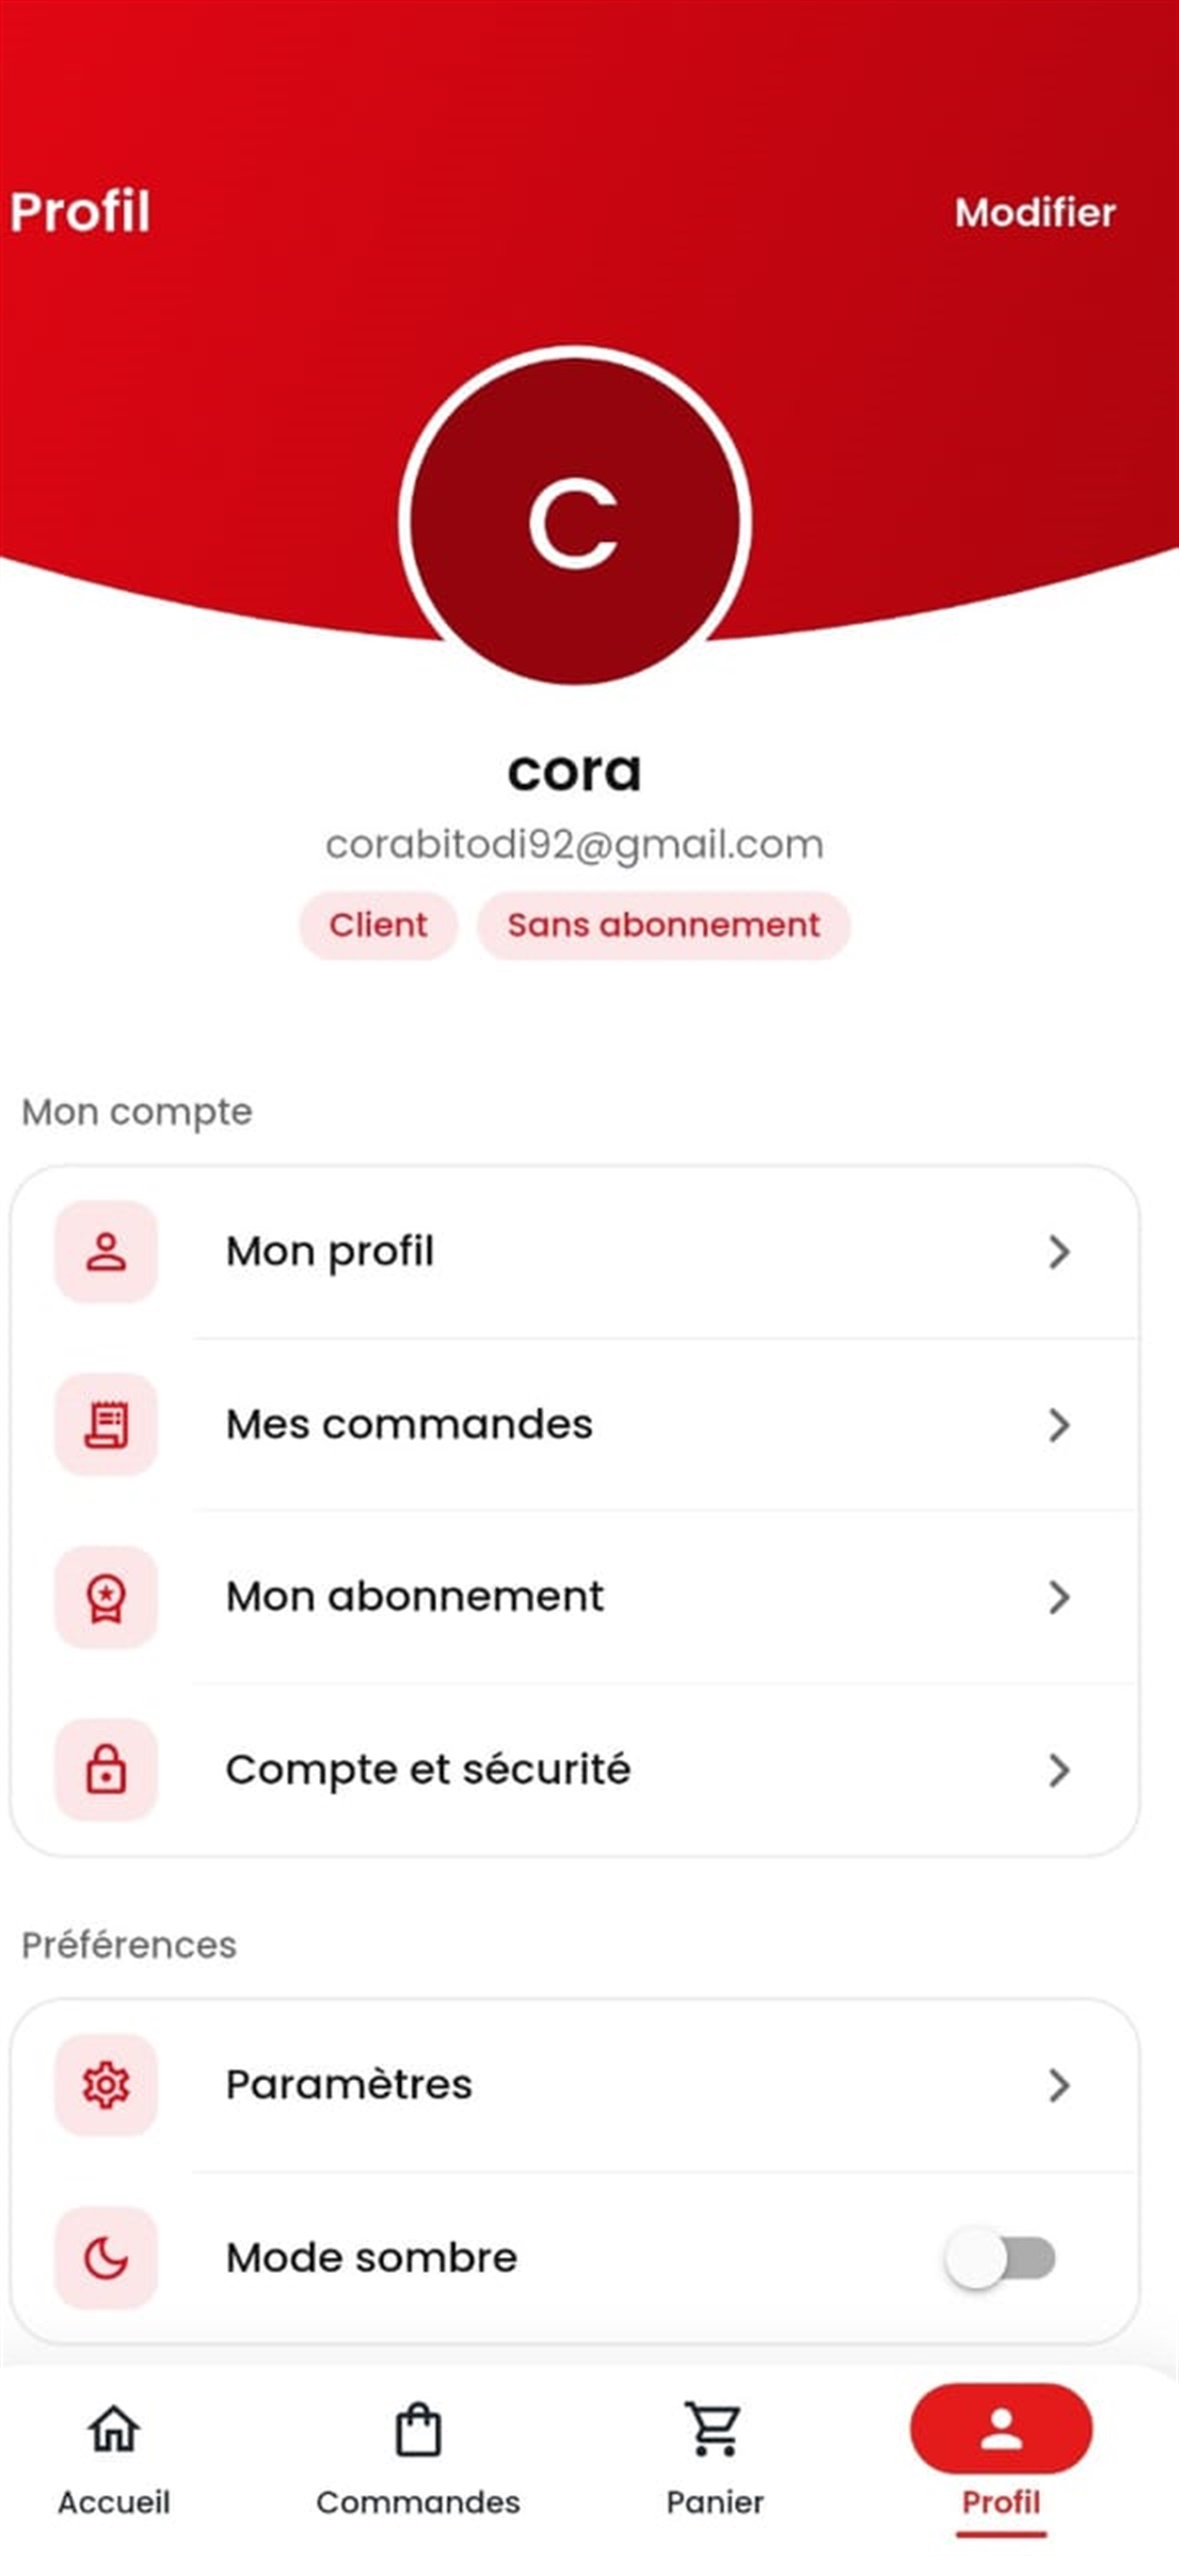 Profil
Modifier
C
cora
corabitodi92@gmail.com
Client
Sans abonnement
Mon compte
Mon profil
Mes commandes
Mon abonnement
Compte et sécurité
Préférences
Paramètres
Mode sombre
Accueil
Commandes
Panier
Profil